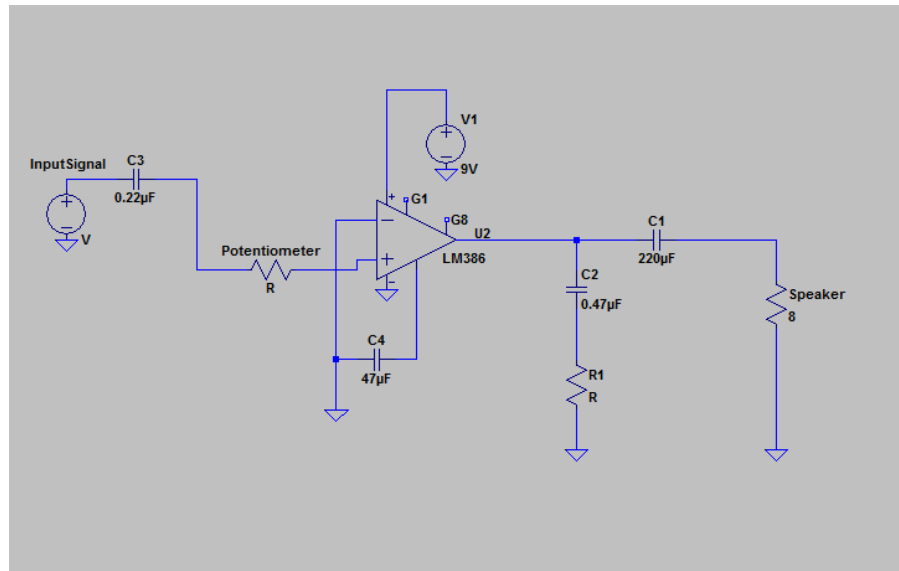 V1
9V
InputSignal
C3
0.22µF
V
G1
G8
U2
LM386
Potentiometer
R
C1
220µF
C2
0.47µF
Speaker
8
C4
47µF
R1
R